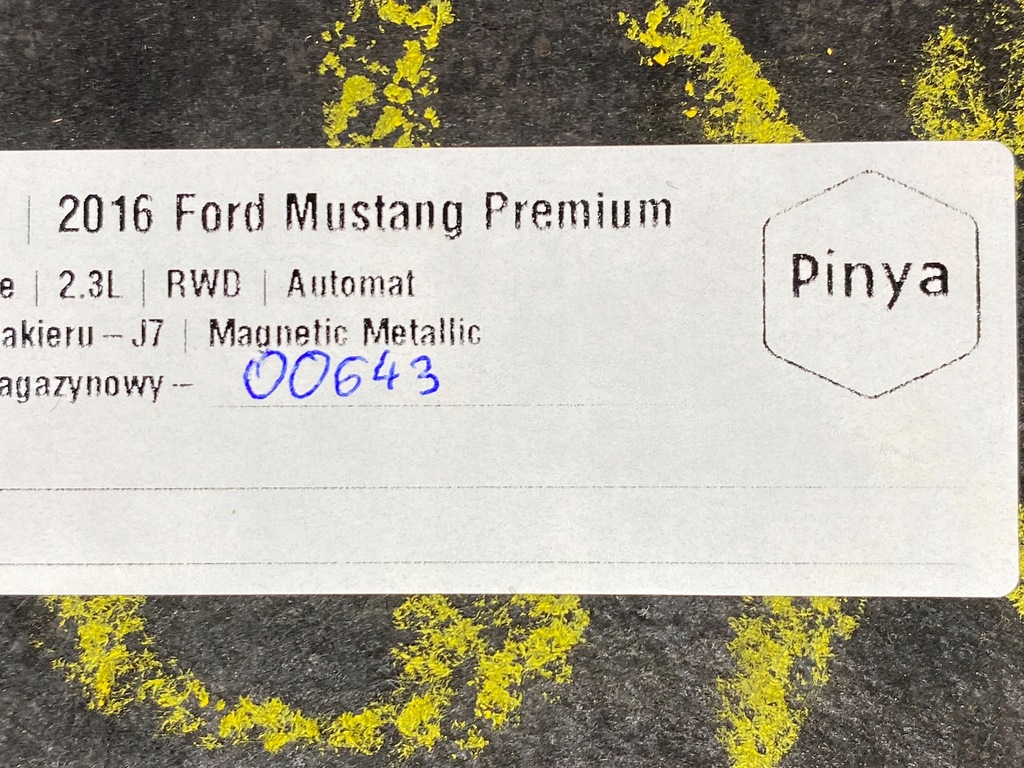 | 2016 Ford Mustang Premium
e | 2.3L | RWD | Automat
akieru – J7 | Magnetic Metallic
agazynowy – 00643
Pinya